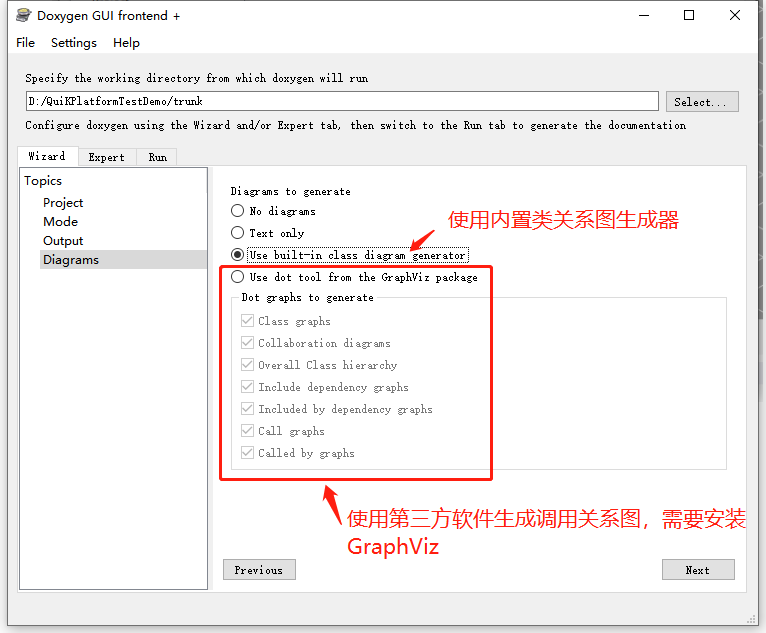 Doxygen GUI frontend +
File Settings Help
Specify the working directory from which doxygen will run
D:/QuiKPlatformTestDemo/trunk
Select...
Configure doxygen using the Wizard and/or Expert tab, then switch to the Run tab to generate the documentation
Wizard Expert Run
Topics
Project
Mode
Output
Diagrams
Diagrams to generate
No diagrams
Text only
使用内置类关系图生成器
Use built-in class diagram generator
Use dot tool from the GraphViz package
Dot graphs to generate
Class graphs
Collaboration diagrams
Overall Class hierarchy
Include dependency graphs
Included by dependency graphs
Call graphs
Called by graphs
使用第三方软件生成调用关系图，需要安装
GraphViz
Previous
Next